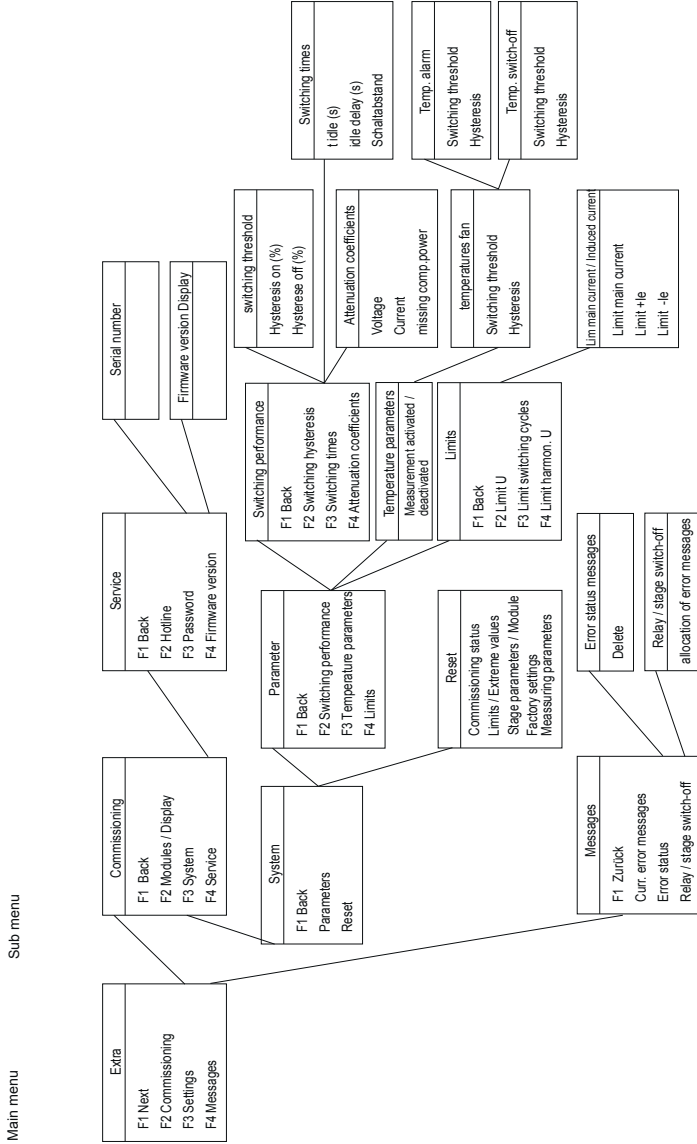 Main menu
Sub menu
Extra
F1 Next
F2 Commissioning
F3 Settings
F4 Messages
Commissioning
F1 Back
F2 Modules / Display
F3 System
F4 Service
Service
F1 Back
F2 Hotline
F3 Password
F4 Firmware version
Serial number
Firmware version Display
System
F1 Back
Parameters
Reset
Parameter
F1 Back
F2 Switching performance
F3 Temperature parameters
F4 Limits
Switching performance
F1 Back
F2 Switching hysteresis
F3 Switching times
F4 Attenuation coefficients
switching threshold
Hysteresis on (%)
Hysterese off (%)
Switching times
t idle (s)
idle delay (s)
Schaltabstand
Attenuation coefficients
Voltage
Current
missing comp.power
Temperature parameters
Measurement activated /
deactivated
temperatures fan
Switching threshold
Hysteresis
Temp. alarm
Switching threshold
Hysteresis
Temp. switch-off
Switching threshold
Hysteresis
Limits
F1 Back
F2 Limit U
F3 Limit switching cycles
F4 Limit harmon. U
Lim main current / Induced current
Limit main current
Limit +Ie
Limit -Ie
Reset
Commissioning status
Limits / Extreme values
Stage parameters / Module
Factory settings
Meassuring parameters
Messages
F1 Zurück
Curr. error messages
Error status
Relay / stage switch-off
Error status messages
Delete
Relay / stage switch-off
allocation of error messages